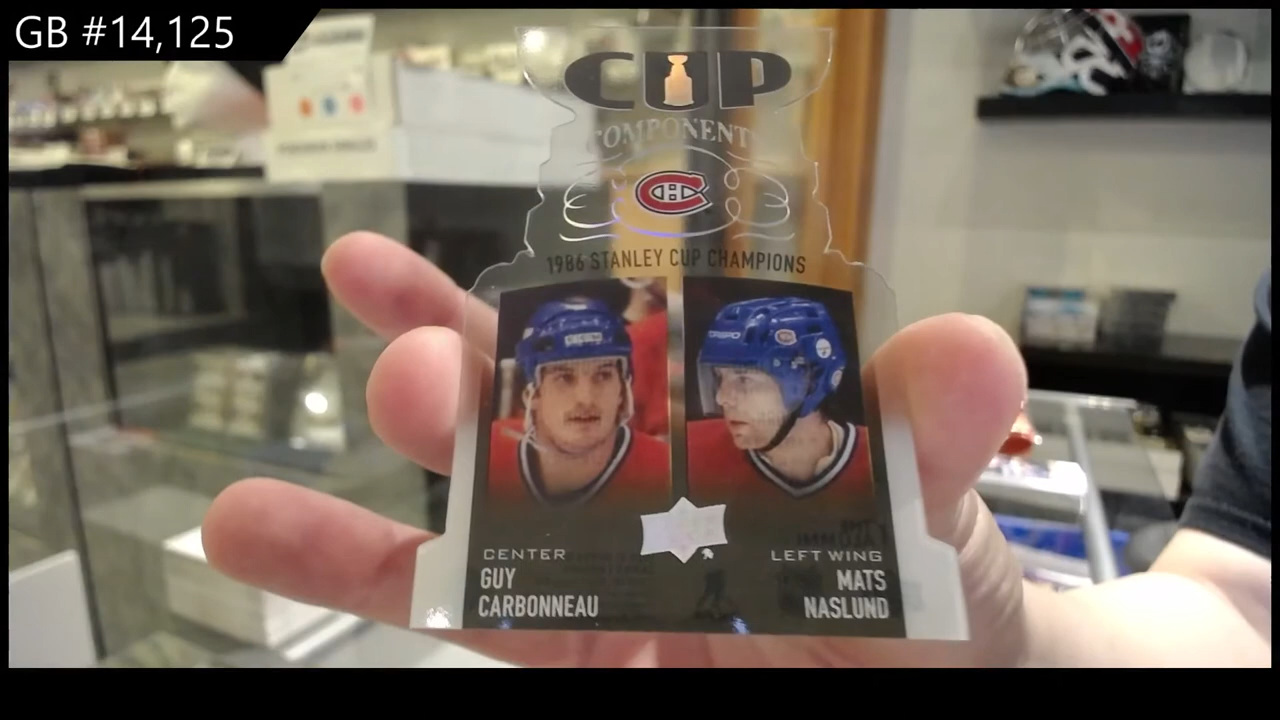 GB #14,125
CUP
COMPONENTS
1986 STANLEY CUP CHAMPIONS
CENTER
GUY
CARBONNEAU
LEFT WING
MATS
NASLUND